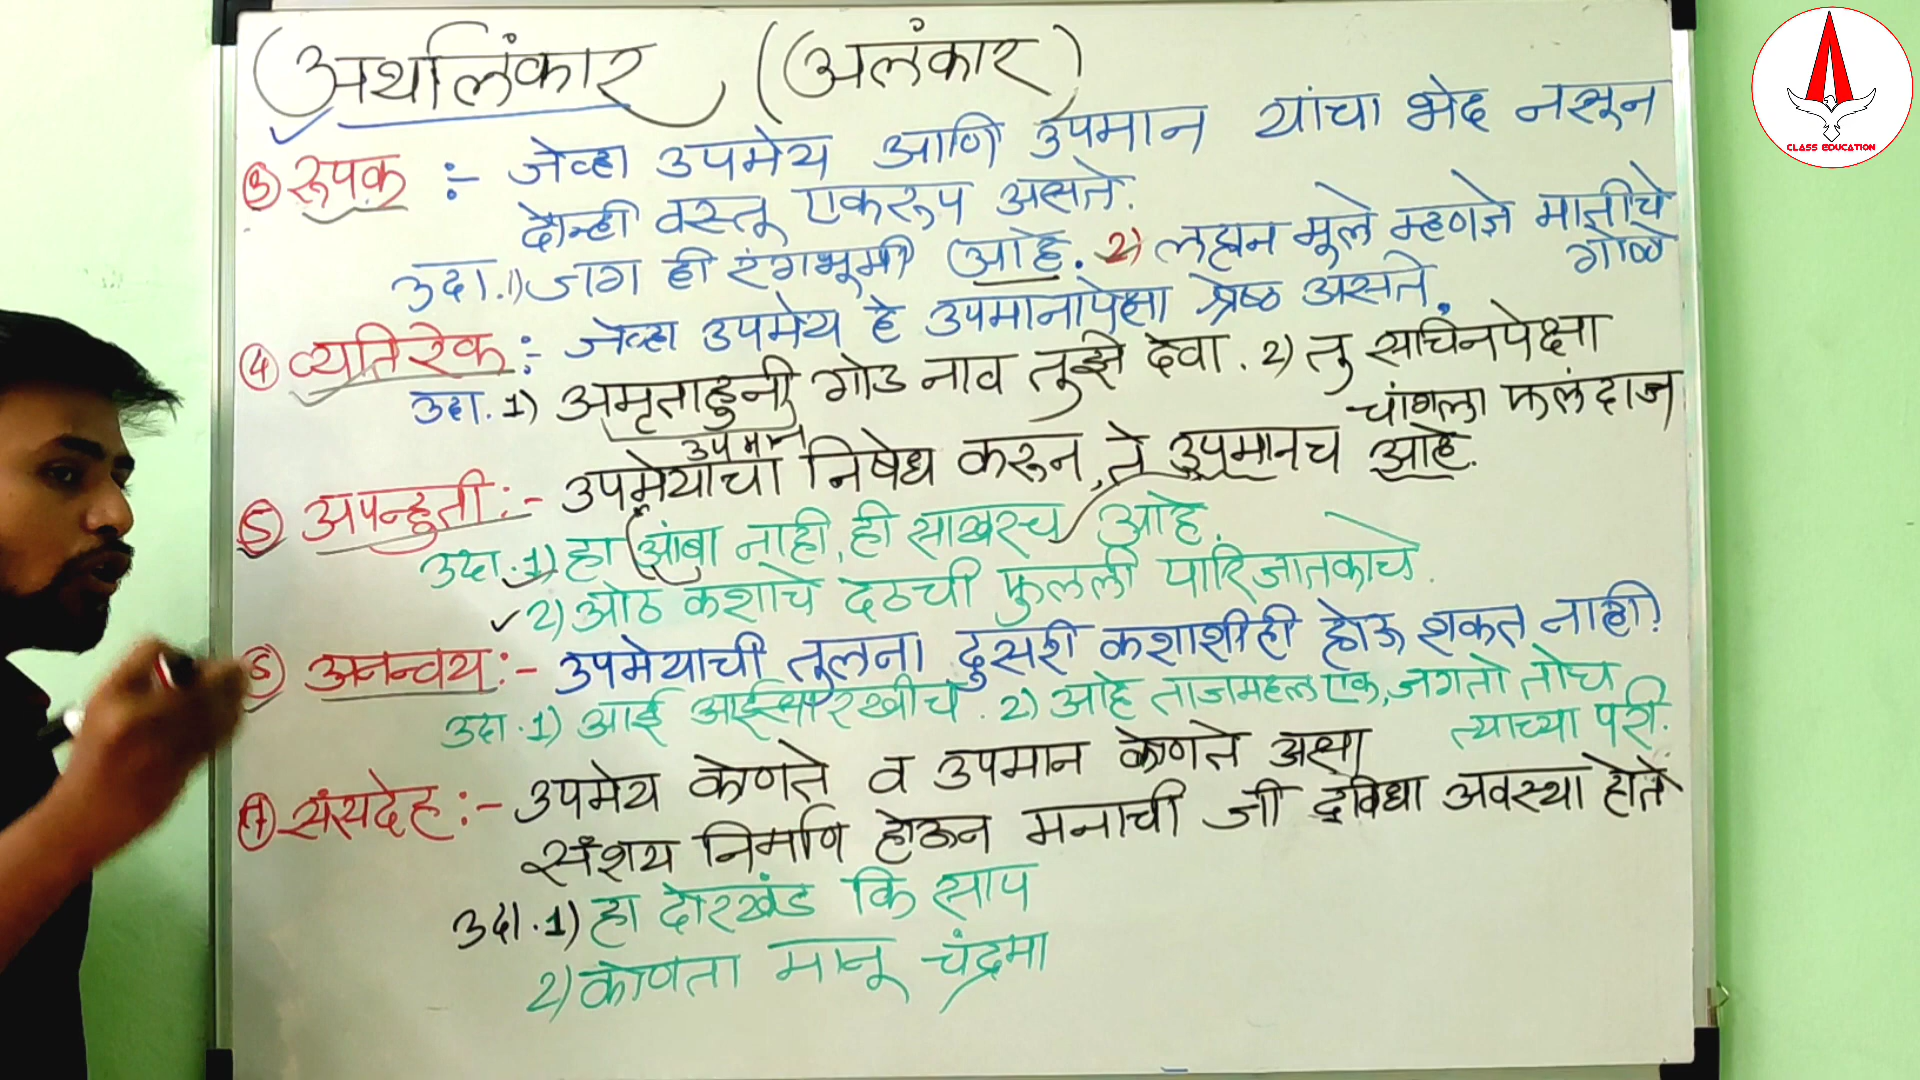 अर्थालंकार (अलंकार)
③ रूपक :- जेव्हा उपमेय आणि उपमान यांचा भेद नसून
दोन्ही वस्तू एकरूप असते.
उदा. 1) जग ही रंगभूमी आहे. 2) लहान मूले म्हणजे मातीचे
गोळे
④ व्यतिरेक :- जेव्हा उपमेय हे उपमानापेक्षा श्रेष्ठ असते.
उदा. 1) अमृताहुनी गोड नाव तुझे देवा. 2) तु सचिनपेक्षा
चांगला फलंदाज
उपमान
⑤ अपन्हुती :- उपमेयाचा निषेध करून, ते उपमानच आहे.
उदा. 1) हा आंबा नाही, ही साखरच आहे.
2) ओठ कशाचे देठची फुलली पारिजातकाचे.
⑥ अनन्वय :- उपमेयाची तूलना दुसरी कशाशीही होऊ शकत नाही!
उदा. 1) आई आईसारखीच. 2) आहे ताजमहल एक, जगतो तोच
त्याच्या परी.
⑦ संसदेह :- उपमेय कोणते व उपमान कोणते असा
संशय निर्माण होऊन मनाची जी द्विधा अवस्था होते
उदा. 1) हा दोरखंड कि साप
2) कोणता मानू चंद्रमा
CLASS EDUCATION